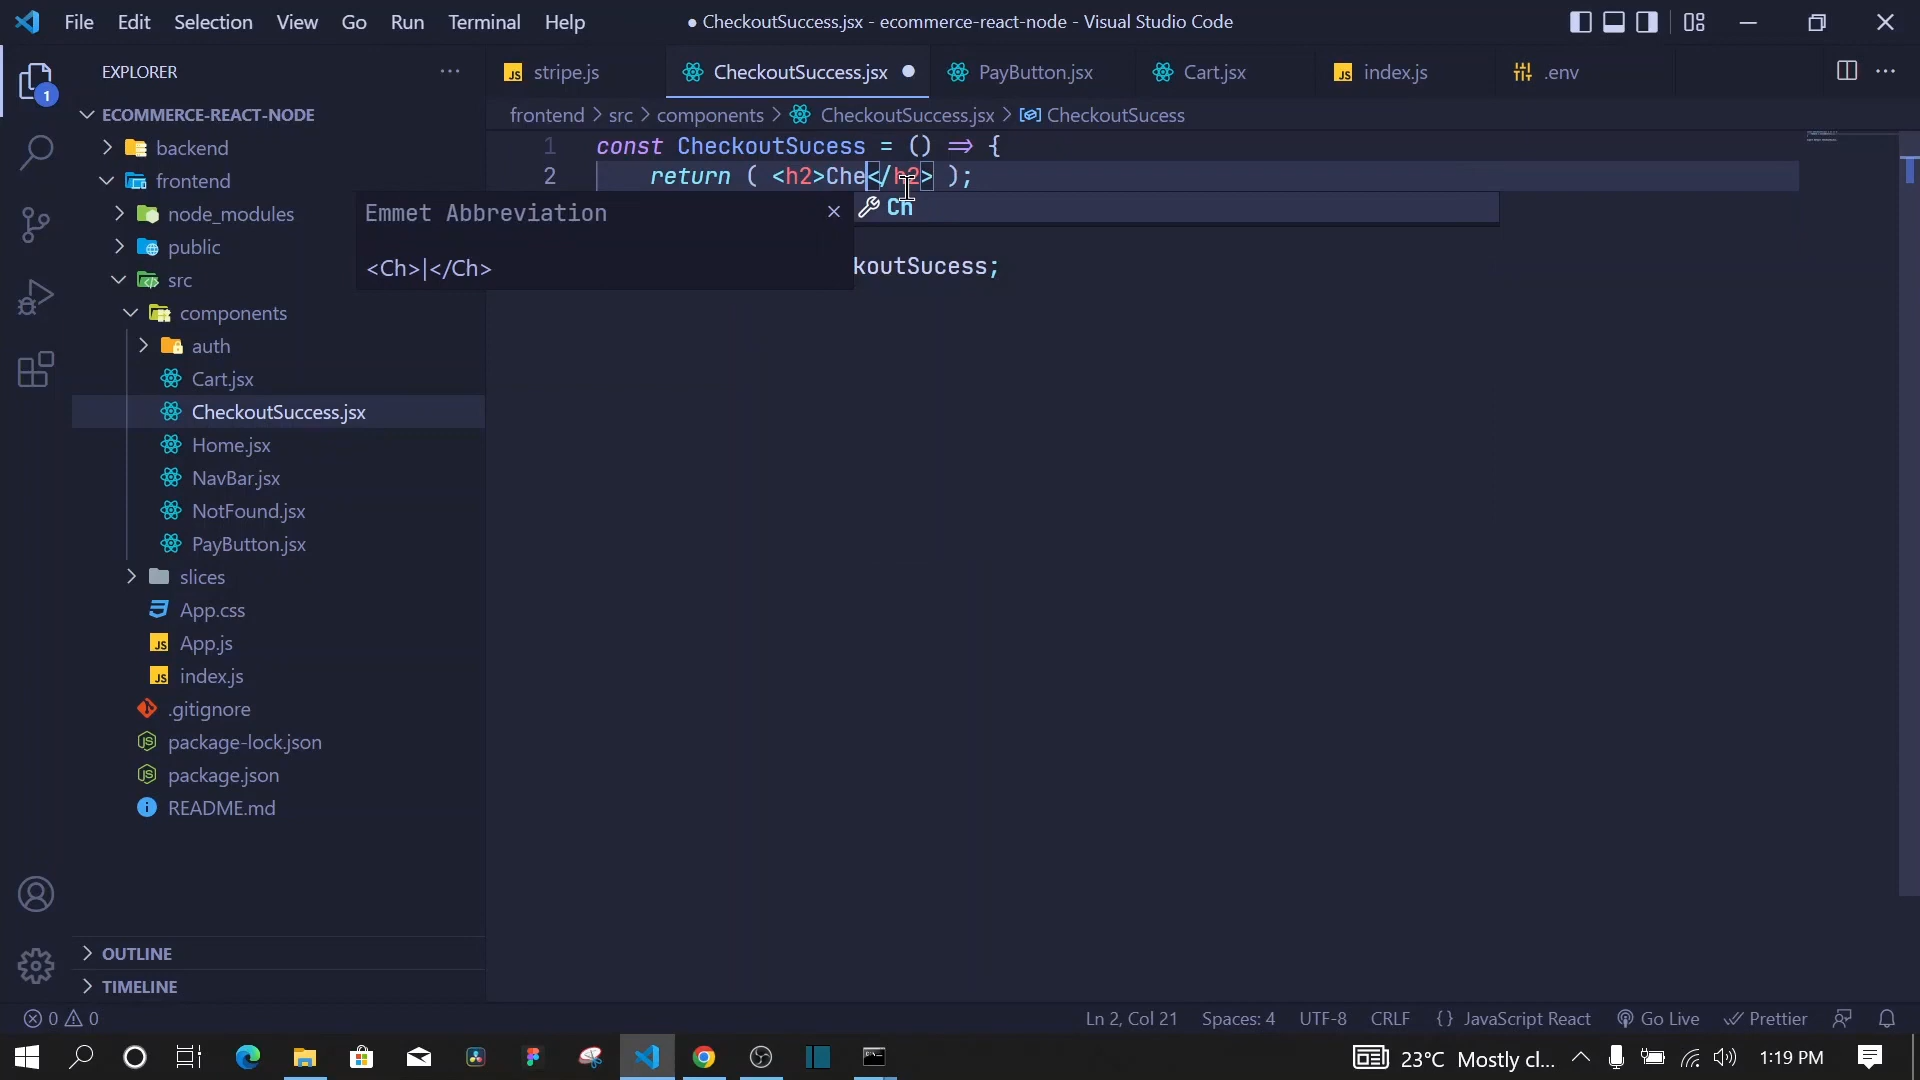 File Edit Selection View Go Run Terminal Help
● CheckoutSuccess.jsx - ecommerce-react-node - Visual Studio Code
EXPLORER
JS stripe.js
CheckoutSuccess.jsx
PayButton.jsx
Cart.jsx
JS index.js
.env
1
ECOMMERCE-REACT-NODE
backend
frontend
node_modules
public
src
components
auth
Cart.jsx
CheckoutSuccess.jsx
Home.jsx
NavBar.jsx
NotFound.jsx
PayButton.jsx
slices
App.css
JS App.js
JS index.js
.gitignore
package-lock.json
package.json
README.md
OUTLINE
TIMELINE
frontend > src > components > CheckoutSuccess.jsx > CheckoutSucess
1 const CheckoutSucess = () => {
2 return ( <h2>Che</h2> );
Emmet Abbreviation
<Ch>|</Ch>
Ch
koutSucess;
0 0
Ln 2, Col 21 Spaces: 4 UTF-8 CRLF {} JavaScript React Go Live Prettier
23°C Mostly cl... 1:19 PM